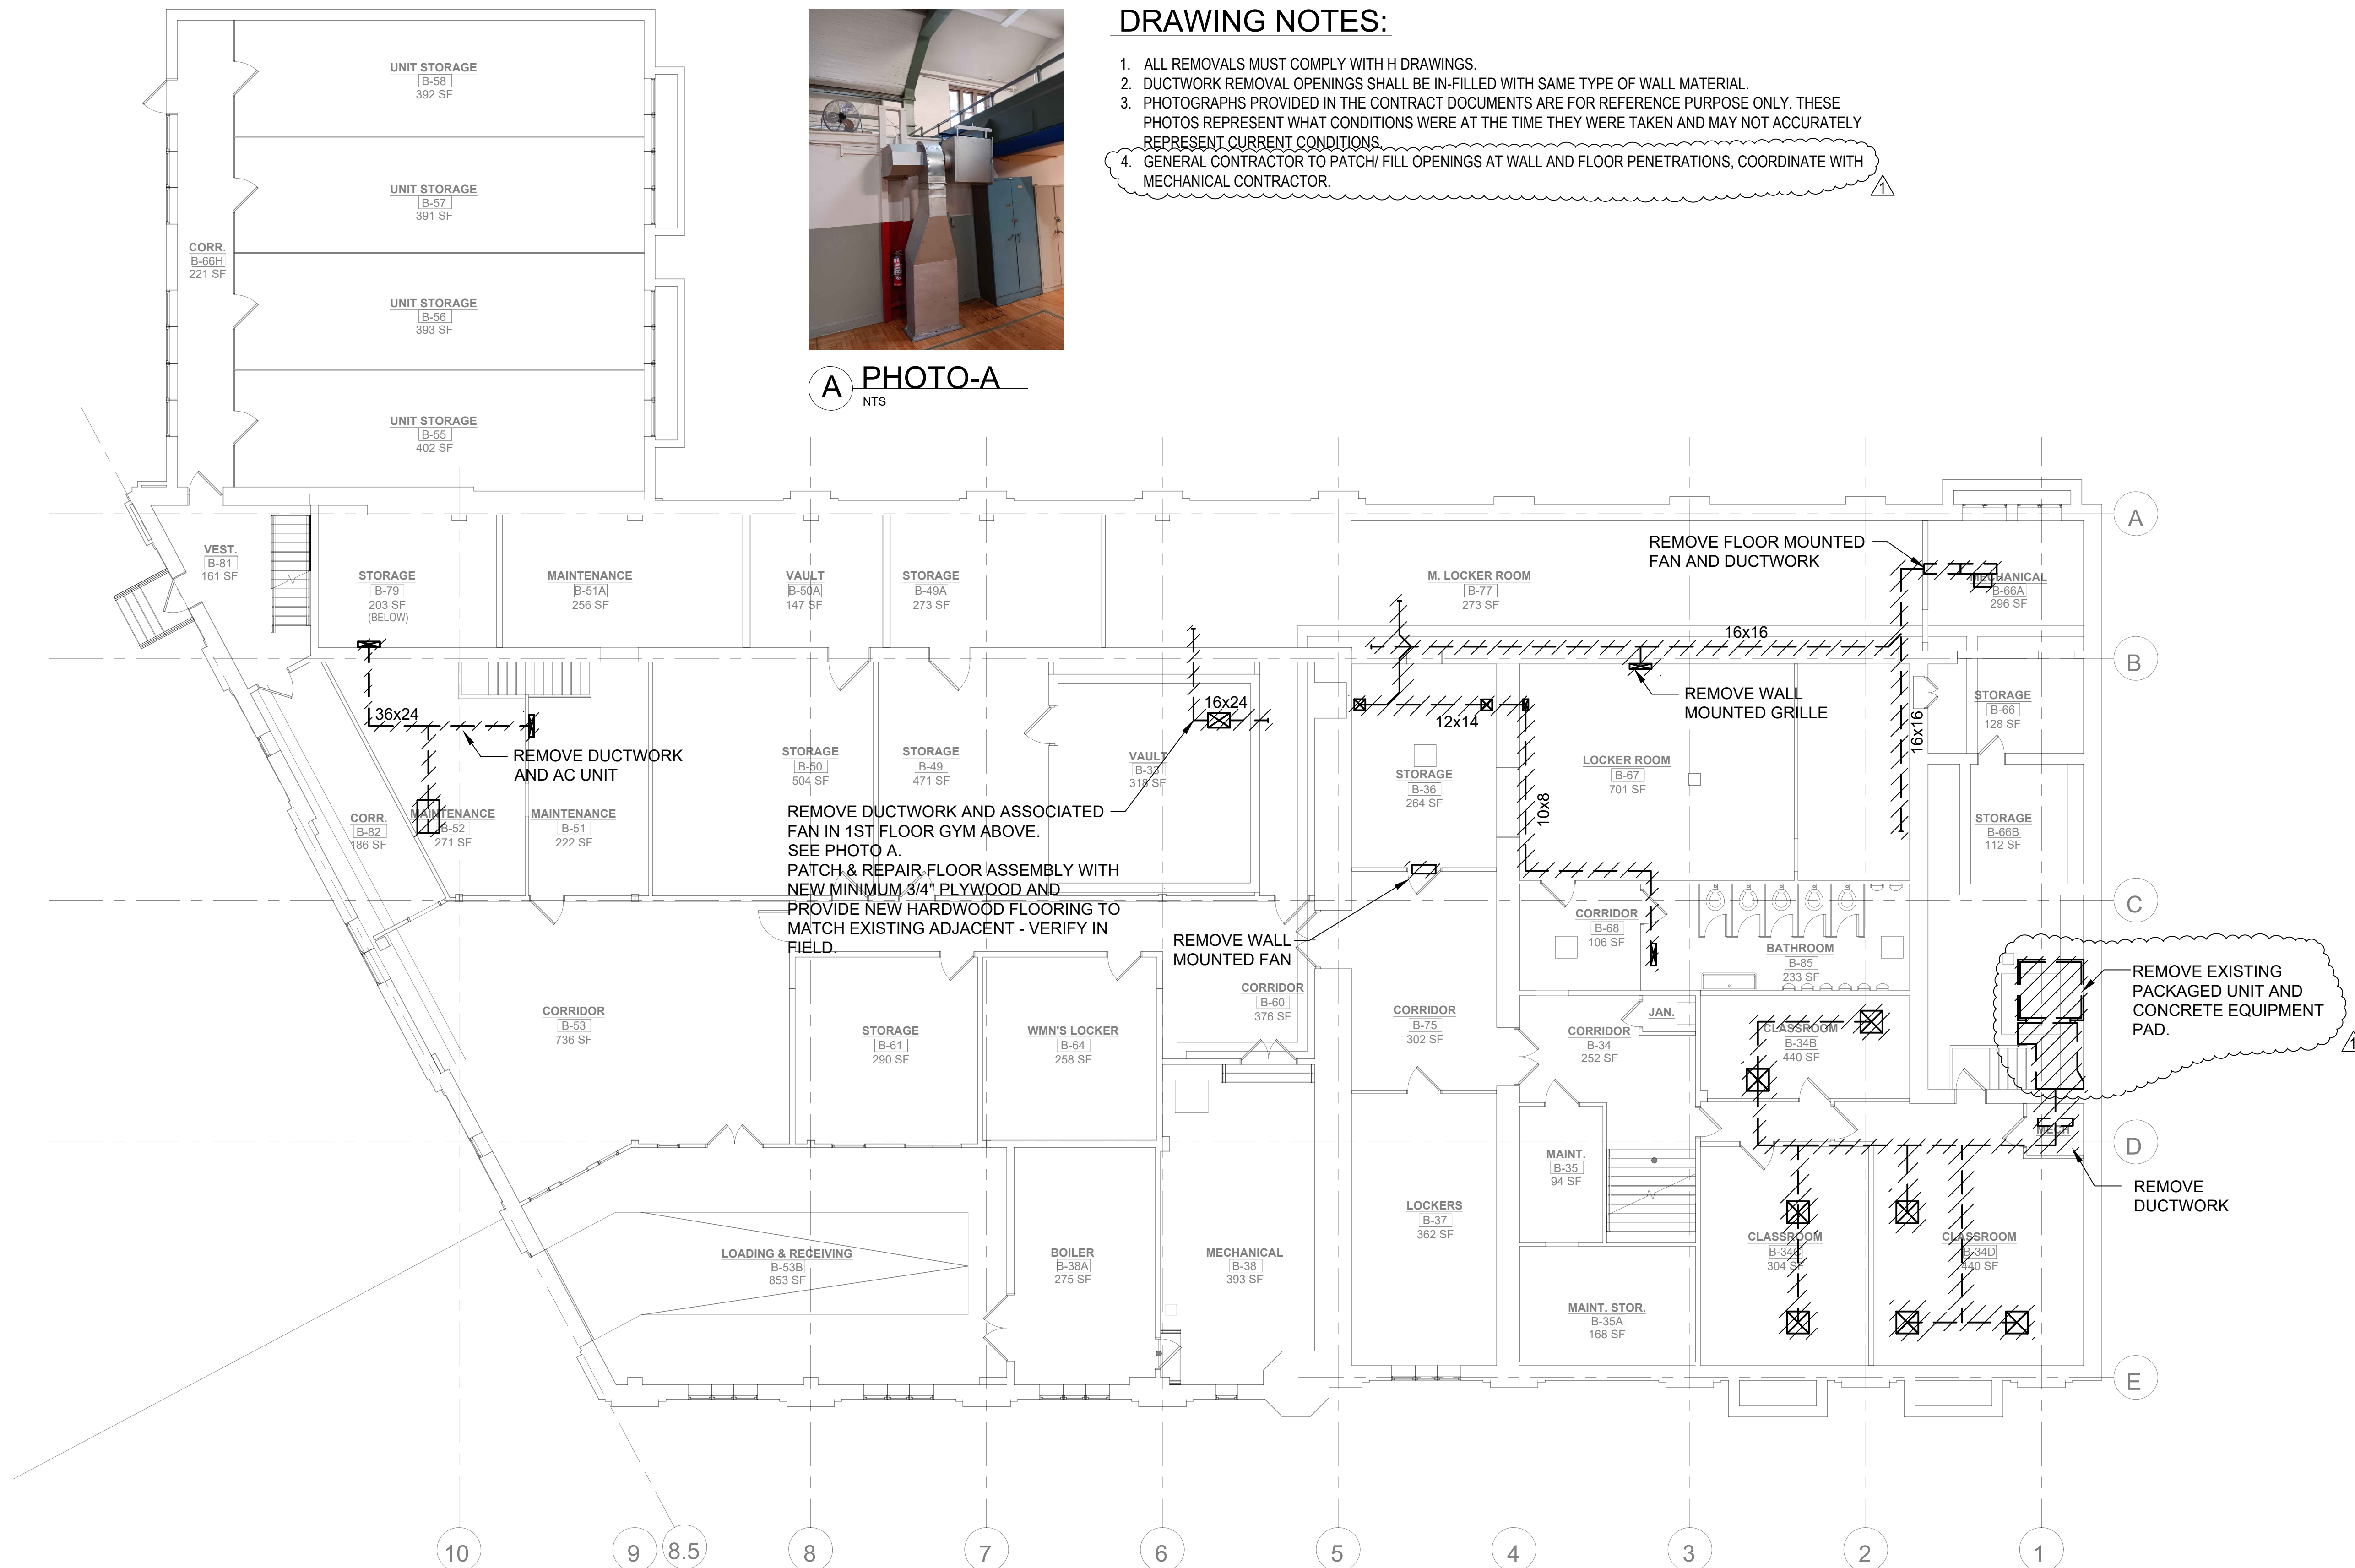 DRAWING NOTES:
1. ALL REMOVALS MUST COMPLY WITH H DRAWINGS.
2. DUCTWORK REMOVAL OPENINGS SHALL BE IN-FILLED WITH SAME TYPE OF WALL MATERIAL.
3. PHOTOGRAPHS PROVIDED IN THE CONTRACT DOCUMENTS ARE FOR REFERENCE PURPOSE ONLY. THESE
PHOTOS REPRESENT WHAT CONDITIONS WERE AT THE TIME THEY WERE TAKEN AND MAY NOT ACCURATELY
REPRESENT CURRENT CONDITIONS.
4. GENERAL CONTRACTOR TO PATCH/ FILL OPENINGS AT WALL AND FLOOR PENETRATIONS, COORDINATE WITH
MECHANICAL CONTRACTOR.
1
A PHOTO-A
NTS
UNIT STORAGE
B-58
392 SF
UNIT STORAGE
B-57
391 SF
CORR.
B-66H
221 SF
UNIT STORAGE
B-56
393 SF
UNIT STORAGE
B-55
402 SF
A
VEST.
B-81
161 SF
STORAGE
B-79
203 SF
(BELOW)
MAINTENANCE
B-51A
256 SF
VAULT
B-50A
147 SF
STORAGE
B-49A
273 SF
M. LOCKER ROOM
B-77
273 SF
REMOVE FLOOR MOUNTED
FAN AND DUCTWORK
MECHANICAL
B-66A
296 SF
16x16
B
REMOVE WALL
MOUNTED GRILLE
STORAGE
B-66
128 SF
16x16
36x24
REMOVE DUCTWORK
AND AC UNIT
16x24
12x14
STORAGE
B-50
504 SF
STORAGE
B-49
471 SF
VAULT
B-33
318 SF
STORAGE
B-36
264 SF
10x8
LOCKER ROOM
B-67
701 SF
CORR.
B-82
186 SF
MAINTENANCE
B-52
271 SF
MAINTENANCE
B-51
222 SF
STORAGE
B-66B
112 SF
REMOVE DUCTWORK AND ASSOCIATED
FAN IN 1ST FLOOR GYM ABOVE.
SEE PHOTO A.
PATCH & REPAIR FLOOR ASSEMBLY WITH
NEW MINIMUM 3/4" PLYWOOD AND
PROVIDE NEW HARDWOOD FLOORING TO
MATCH EXISTING ADJACENT - VERIFY IN
FIELD.
C
REMOVE WALL
MOUNTED FAN
CORRIDOR
B-68
106 SF
BATHROOM
B-85
233 SF
REMOVE EXISTING
PACKAGED UNIT AND
CONCRETE EQUIPMENT
PAD.
1
CORRIDOR
B-53
736 SF
STORAGE
B-61
290 SF
WMN'S LOCKER
B-64
258 SF
CORRIDOR
B-60
376 SF
CORRIDOR
B-75
302 SF
CORRIDOR
B-34
252 SF
JAN.
CLASSROOM
B-34B
440 SF
MECH
D
MAINT.
B-35
94 SF
REMOVE
DUCTWORK
LOADING & RECEIVING
B-53B
853 SF
BOILER
B-38A
275 SF
MECHANICAL
B-38
393 SF
LOCKERS
B-37
362 SF
CLASSROOM
B-34C
304 SF
CLASSROOM
B-34D
440 SF
MAINT. STOR.
B-35A
168 SF
E
10 9 8.5 8 7 6 5 4 3 2 1